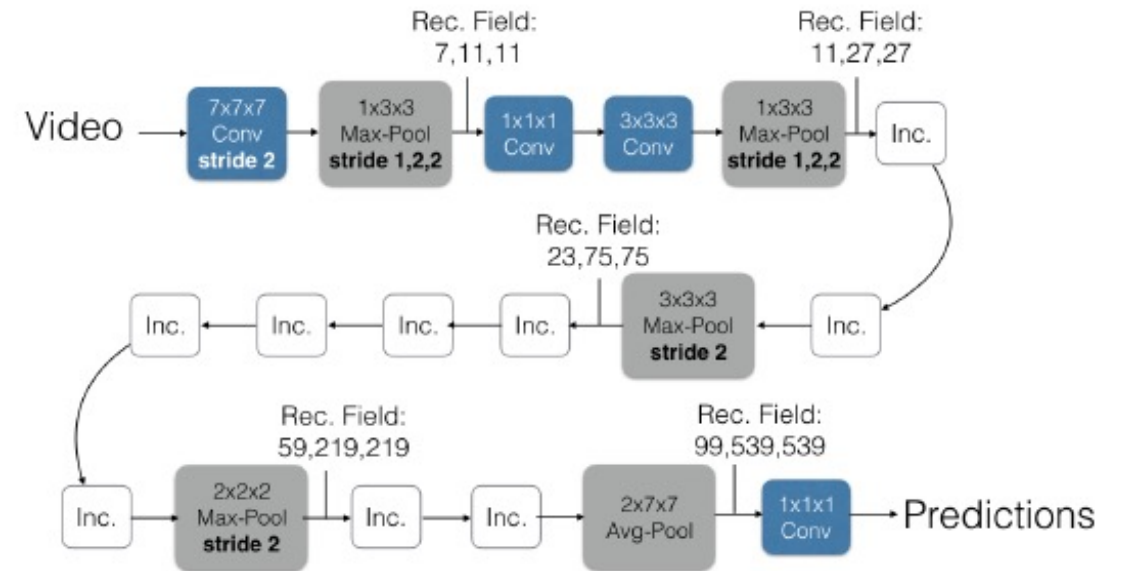 Rec. Field:
7,11,11
Rec. Field:
11,27,27
Video
7x7x7
Conv
stride 2
1x3x3
Max-Pool
stride 1,2,2
1x1x1
Conv
3x3x3
Conv
1x3x3
Max-Pool
stride 1,2,2
Inc.
Rec. Field:
23,75,75
Inc.
Inc.
Inc.
Inc.
3x3x3
Max-Pool
stride 2
Inc.
Rec. Field:
59,219,219
Rec. Field:
99,539,539
Inc.
2x2x2
Max-Pool
stride 2
Inc.
Inc.
2x7x7
Avg-Pool
1x1x1
Conv
Predictions